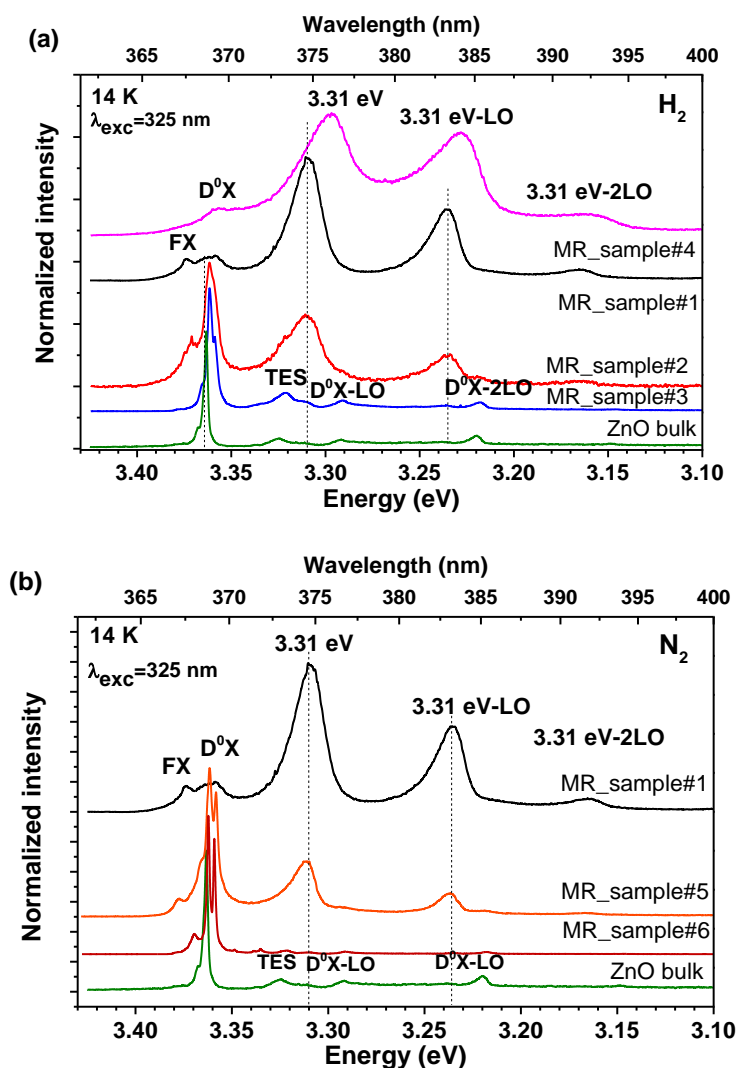 (a)
Wavelength (nm)
365 370 375 380 385 390 395 400
14 K
λexc=325 nm
3.31 eV
3.31 eV-LO
H2
D0X
3.31 eV-2LO
FX
MR_sample#4
MR_sample#1
MR_sample#2
TES
D0X-LO
D0X-2LO
MR_sample#3
ZnO bulk
Normalized intensity
3.40 3.35 3.30 3.25 3.20 3.15 3.10
Energy (eV)
(b)
Wavelength (nm)
365 370 375 380 385 390 395 400
14 K
λexc=325 nm
3.31 eV
N2
3.31 eV-LO
D0X
3.31 eV-2LO
FX
MR_sample#1
MR_sample#5
MR_sample#6
TES
D0X-LO
D0X-LO
ZnO bulk
Normalized intensity
3.40 3.35 3.30 3.25 3.20 3.15 3.10
Energy (eV)